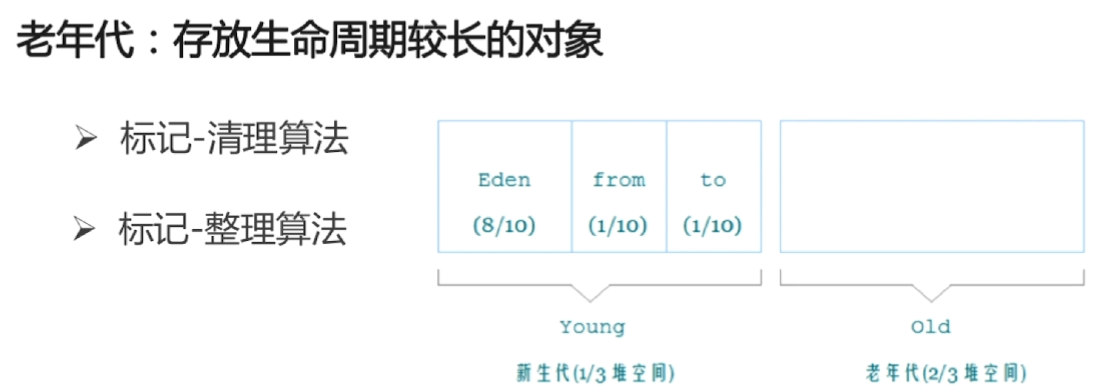 老年代：存放生命周期较长的对象
➢ 标记-清理算法
➢ 标记-整理算法
Eden from to
(8/10) (1/10) (1/10)
Young Old
新生代(1/3堆空间) 老年代(2/3堆空间)